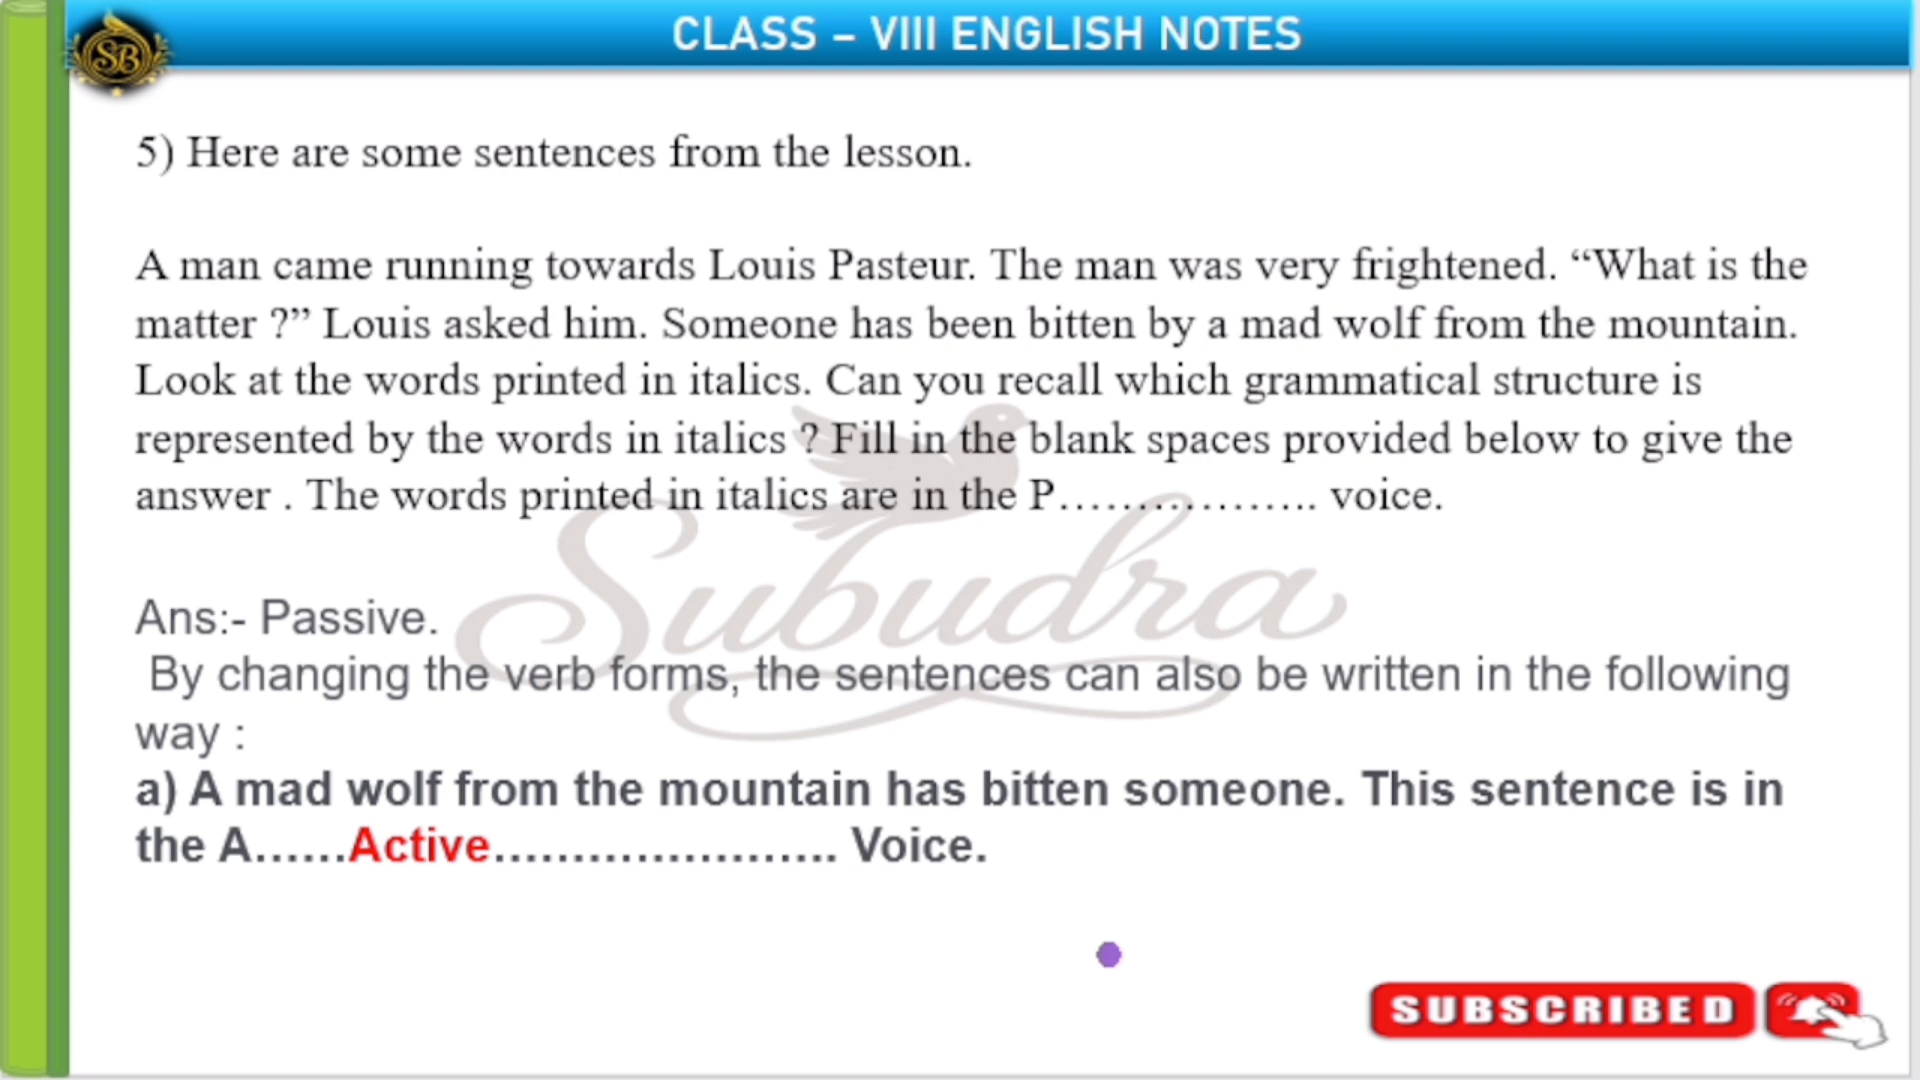 CLASS – VIII ENGLISH NOTES
SB
5) Here are some sentences from the lesson.
A man came running towards Louis Pasteur. The man was very frightened. “What is the
matter ?” Louis asked him. Someone has been bitten by a mad wolf from the mountain.
Look at the words printed in italics. Can you recall which grammatical structure is
represented by the words in italics ? Fill in the blank spaces provided below to give the
answer . The words printed in italics are in the P................. voice.
Subudra
Ans:- Passive.
By changing the verb forms, the sentences can also be written in the following
way :
a) A mad wolf from the mountain has bitten someone. This sentence is in
the A......Active...................... Voice.
SUBSCRIBED